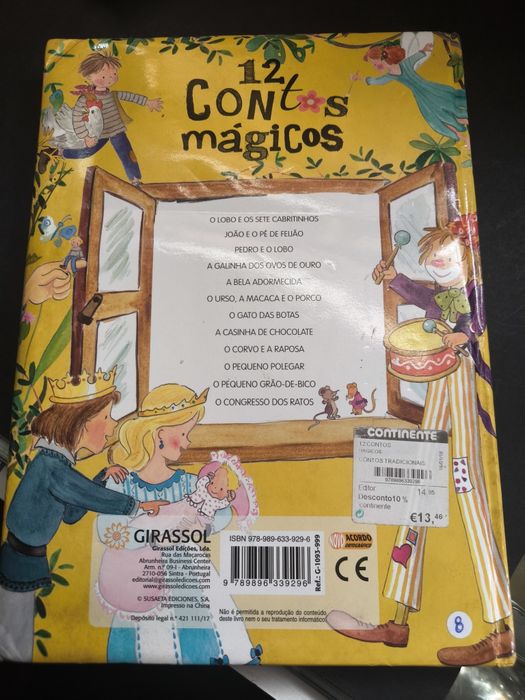 12
CONtos
mágicos
O LOBO E OS SETE CABRITINHOS
JOÃO E O PÉ DE FEIJÃO
PEDRO E O LOBO
A GALINHA DOS OVOS DE OURO
A BELA ADORMECIDA
O URSO, A MACACA E O PORCO
O GATO DAS BOTAS
A CASINHA DE CHOCOLATE
O CORVO E A RAPOSA
O PEQUENO POLEGAR
O PEQUENO GRÃO-DE-BICO
O CONGRESSO DOS RATOS
CONTINENTE
12 CONTOS
MAGICOS
CONTOS TRADICIONAIS
9789896339296
Editor 14,95
Desconto10 %
Continente
€13,46
GIRASSOL
Girassol Edições, Lda.
Rua das Macarocas
Abrunheira Business Center
Arm. n.º 09-I - Abrunheira
2710-056 Sintra - Portugal
editorial@girassoledicoes.com
girassoledicoes.com
© SUSAETA EDICIONES, S.A.
Impresso na China
Depósito legal n.º 421 111/17
ISBN 978-989-633-929-6
9 789896 339296
Ref.: G-1093-999
ACORDO
ORTOGRÁFICO
CE
Não é permitida a reprodução do conteúdo
deste livro nem o seu tratamento informático.
8